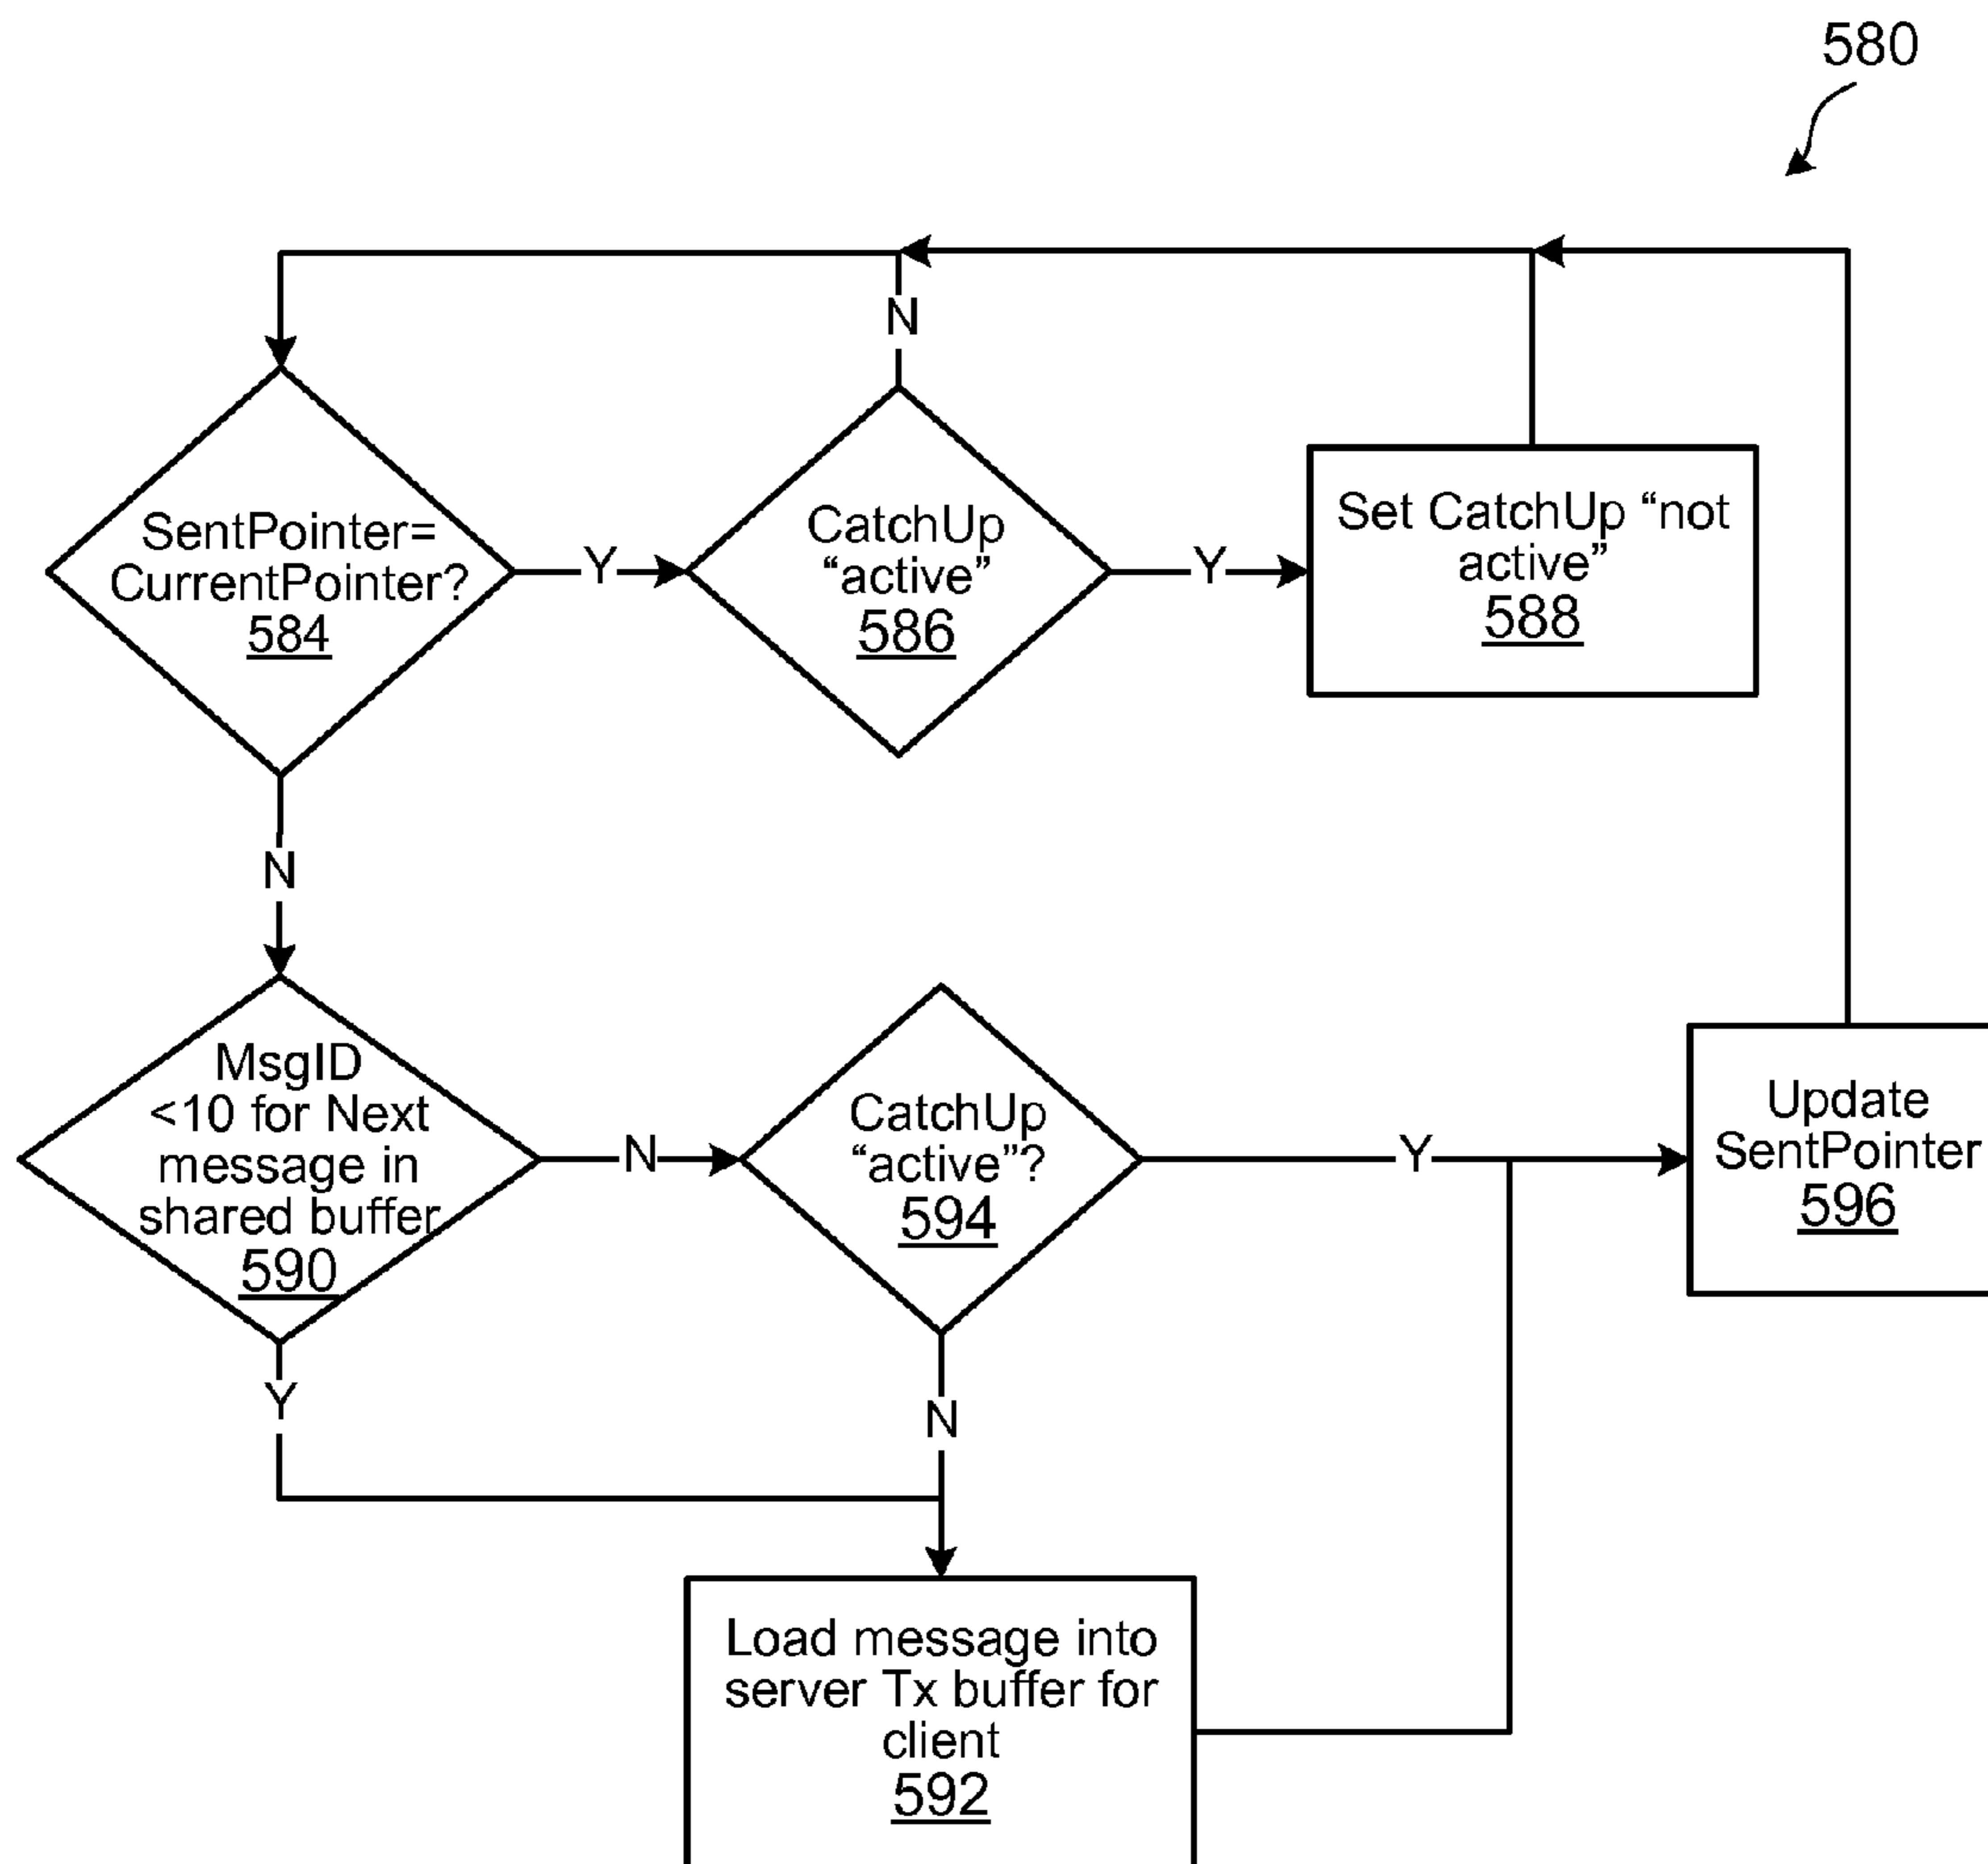 580
N
SentPointer=
CurrentPointer?
584
Y
CatchUp
“active”
586
Y
Set CatchUp “not
active”
588
N
MsgID
<10 for Next
message in
shared buffer
590
N
CatchUp
“active”?
594
Y
Update
SentPointer
596
Y
N
Load message into
server Tx buffer for
client
592